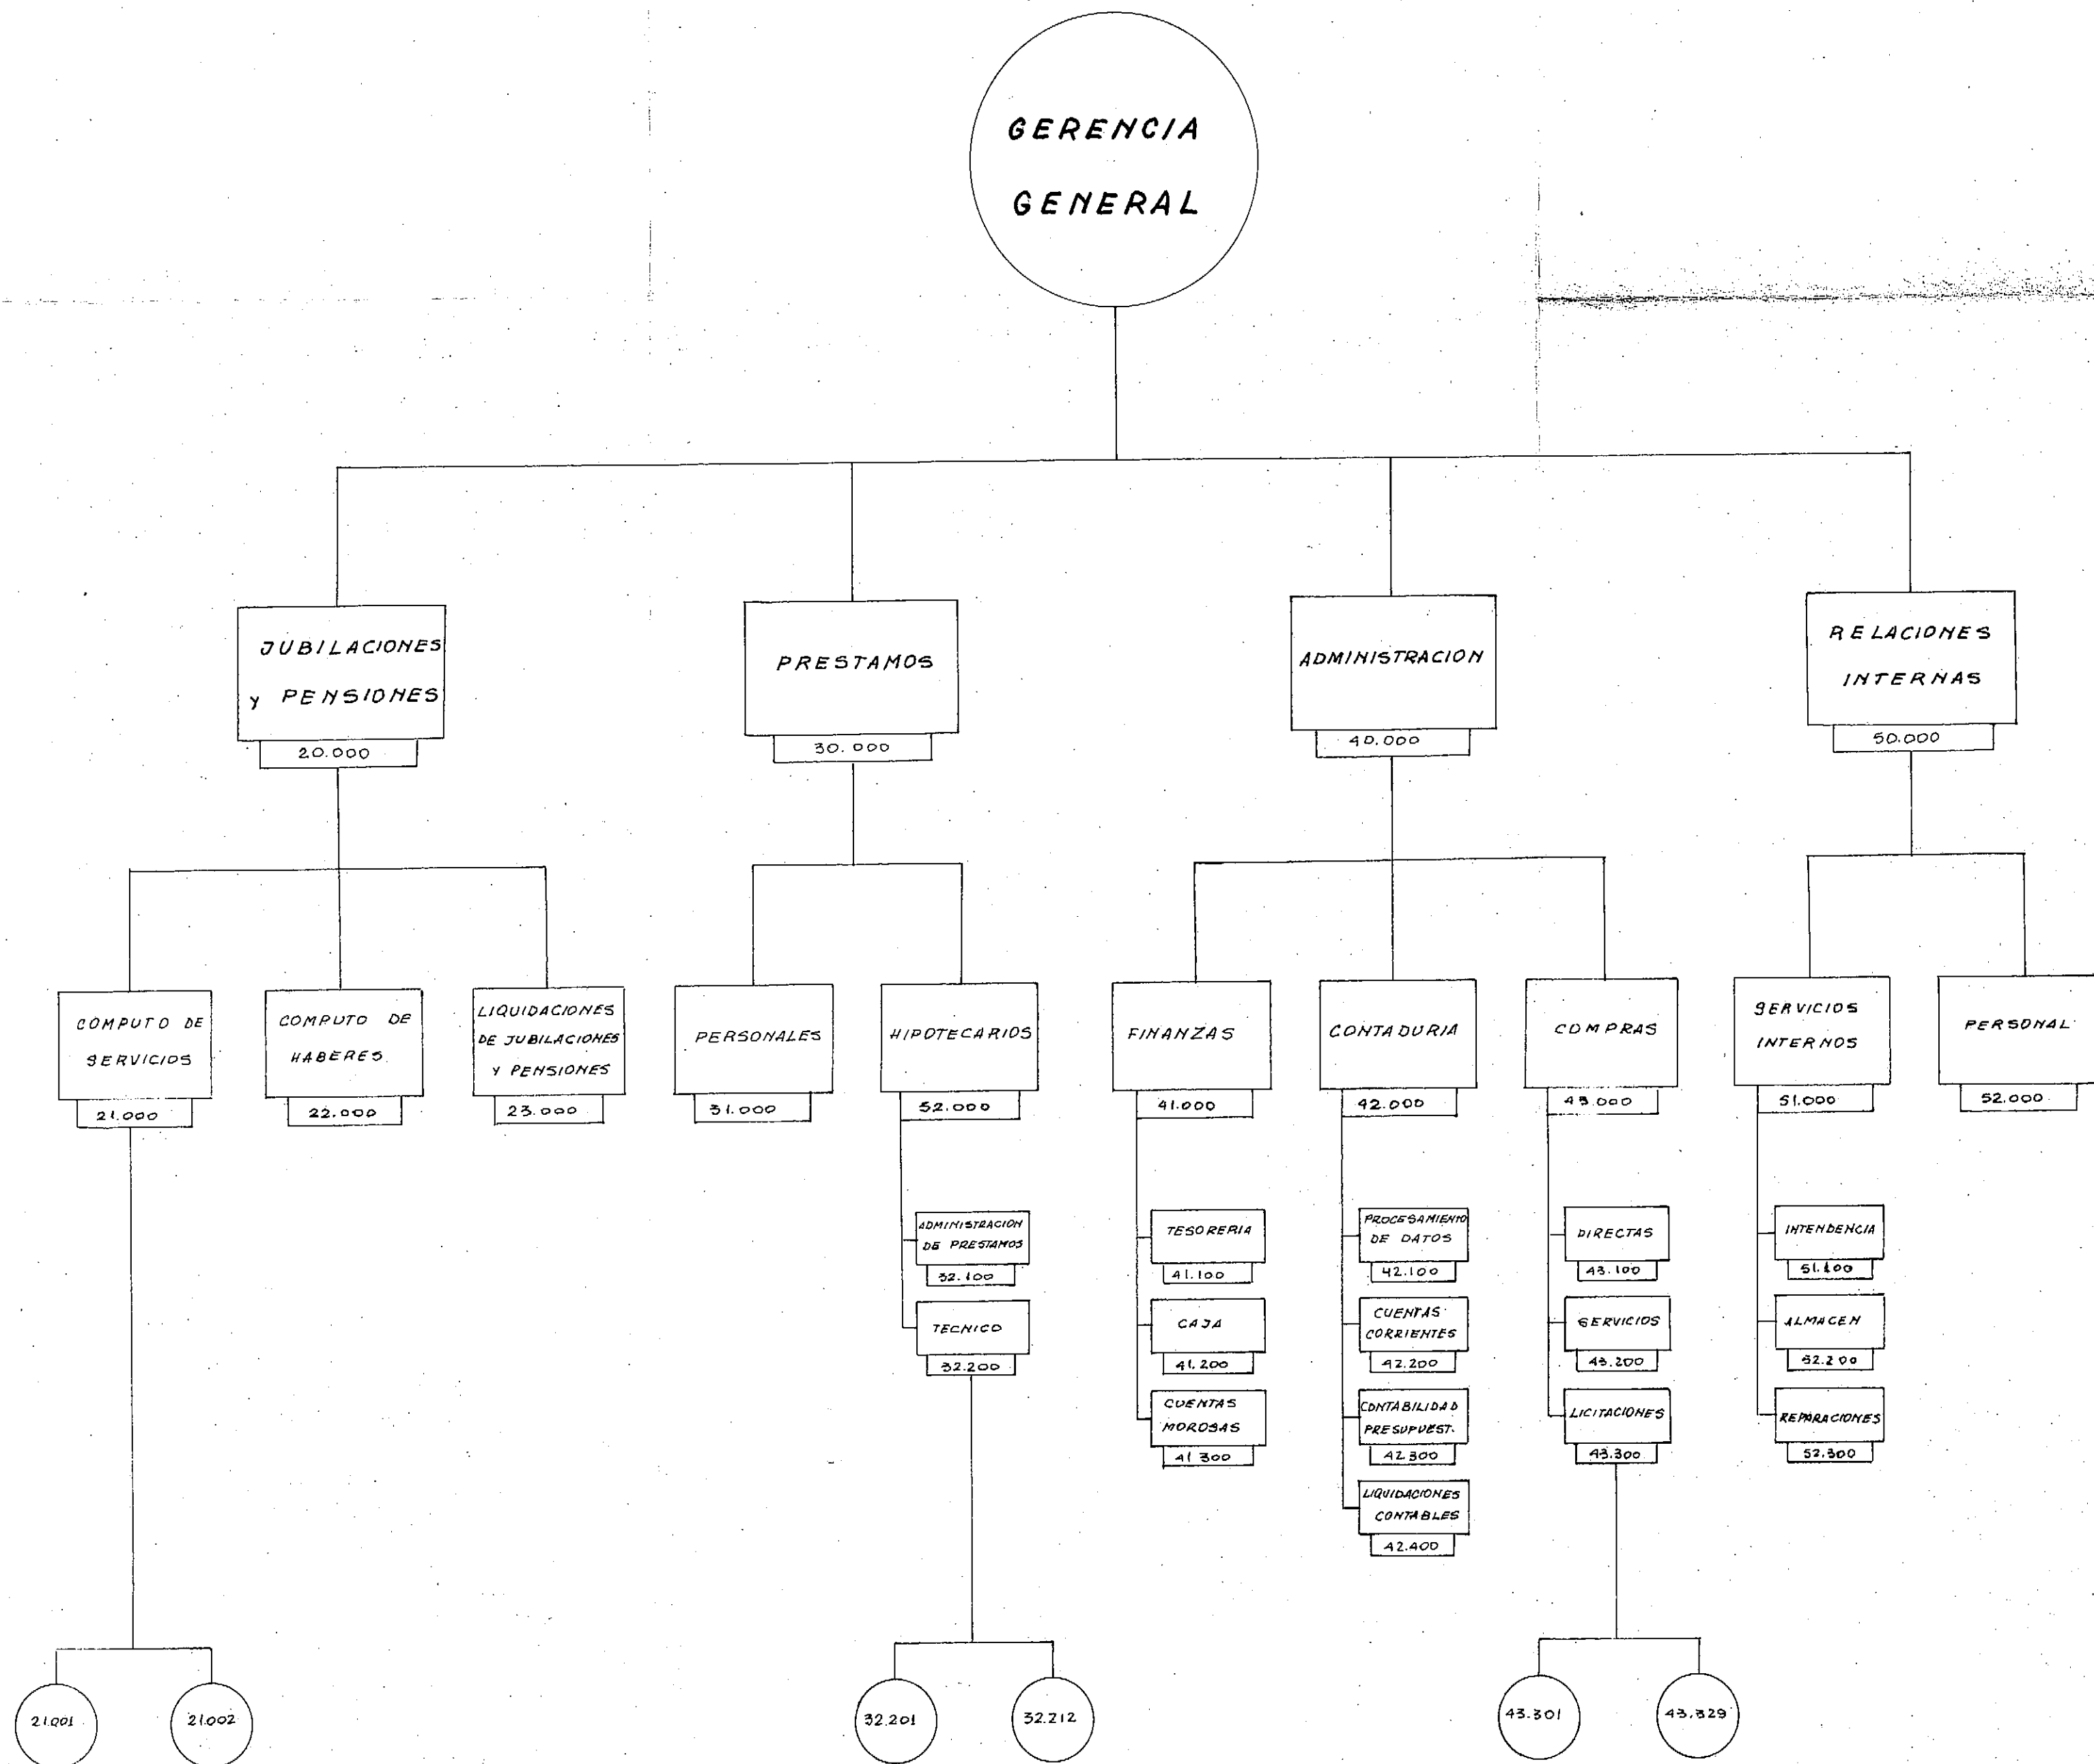 GERENCIA
GENERAL
JUBILACIONES
y PENSIONES
20.000
PRESTAMOS
30.000
ADMINISTRACION
40.000
RELACIONES
INTERNAS
50.000
COMPUTO DE
SERVICIOS
21.000
COMPUTO DE
HABERES
22.000
LIQUIDACIONES
DE JUBILACIONES
Y PENSIONES
23.000
PERSONALES
31.000
HIPOTECARIOS
32.000
FINANZAS
41.000
CONTADURIA
42.000
COMPRAS
43.000
SERVICIOS
INTERNOS
51.000
PERSONAL
52.000
ADMINISTRACION
DE PRESTAMOS
32.100
TECNICO
32.200
TESORERIA
41.100
CAJA
41.200
CUENTAS
MOROSAS
41.300
PROCESAMIENTO
DE DATOS
42.100
CUENTAS
CORRIENTES
42.200
CONTABILIDAD
PRESUPUEST.
42.300
LIQUIDACIONES
CONTABLES
42.400
DIRECTAS
43.100
SERVICIOS
43.200
LICITACIONES
43.300
INTENDENCIA
51.100
ALMACEN
52.200
REPARACIONES
52.300
21.001
21.002
32.201
32.212
43.301
43.329